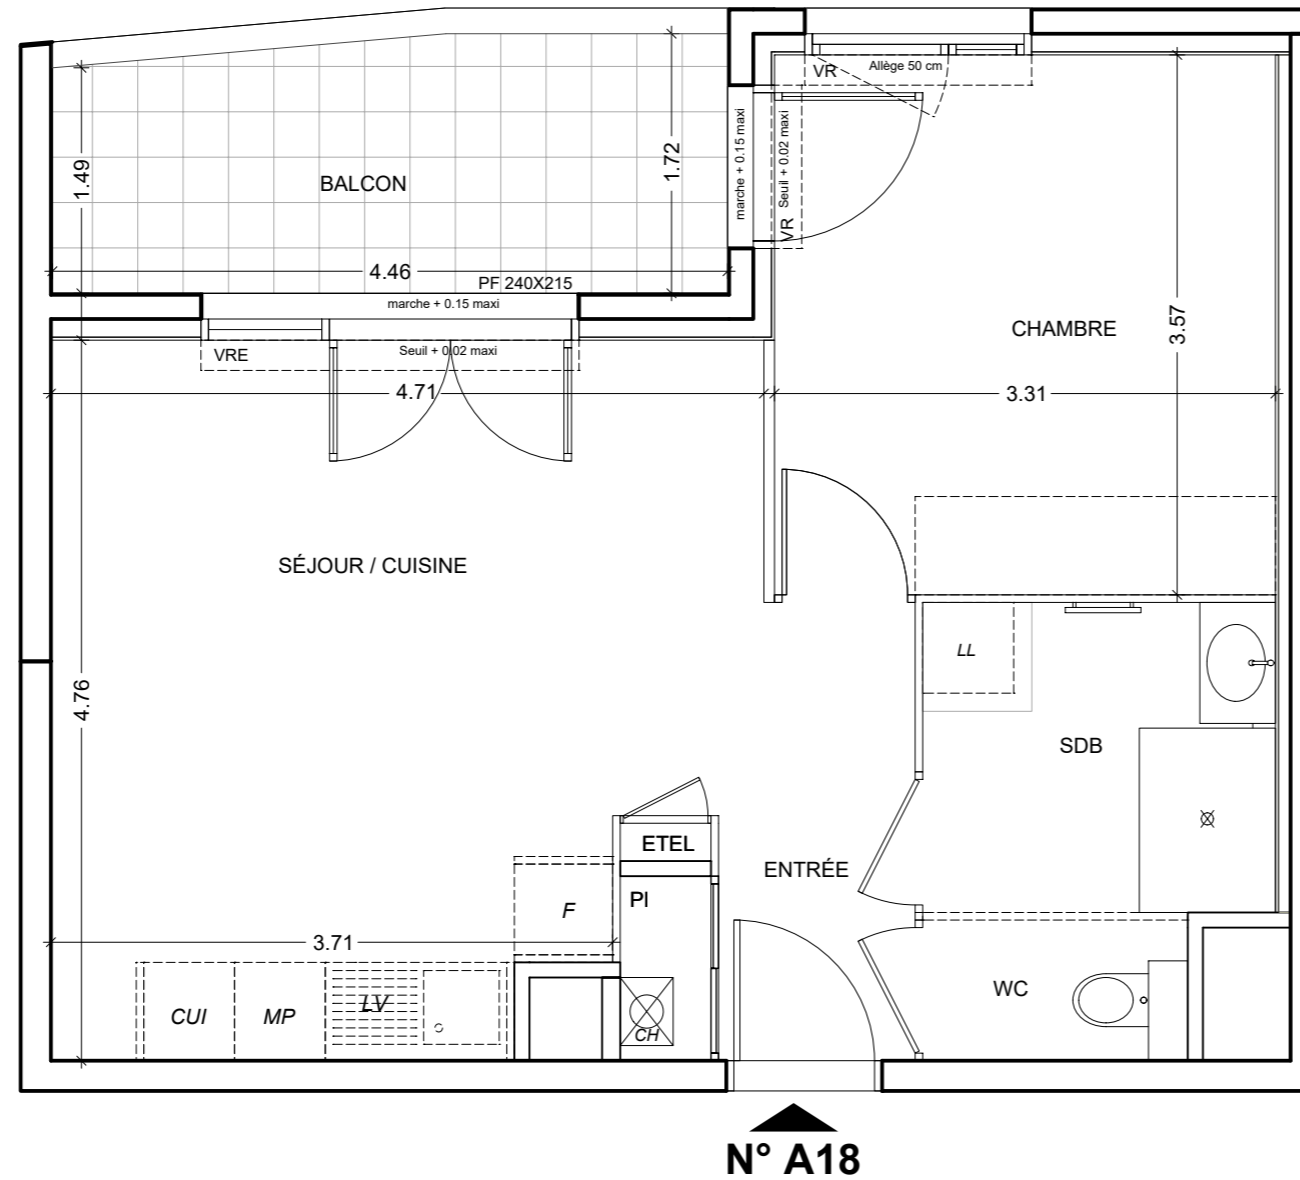 VR
Allège 50 cm
1.49
BALCON
1.72
marche + 0.15 maxi
Seuil + 0.02 maxi
VR
4.46
PF 240X215
marche + 0.15 maxi
VRE
Seuil + 0.02 maxi
CHAMBRE
3.57
4.71
3.31
SÉJOUR / CUISINE
LL
4.76
SDB
ETEL
ENTRÉE
PI
F
3.71
WC
CUI
MP
LV
CH
N° A18